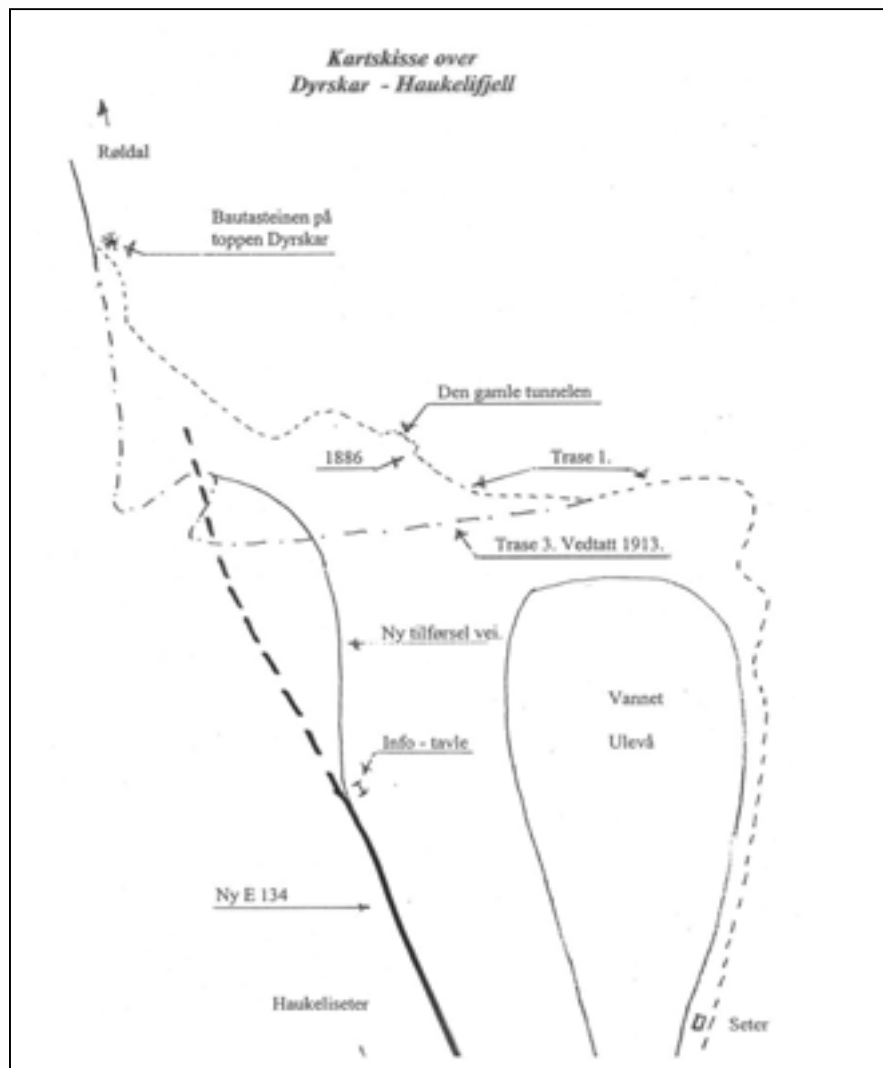 Kartskisse over
Dyrskar - Haukelifjell
Røldal
Bautasteinen på
toppen Dyrskar
Den gamle tunnelen
1886
Trase 1.
Trase 3. Vedtatt 1913.
Ny tilførsel vei.
Vannet
Ulevå
Info - tavle
Ny E 134
Haukeliseter
Seter